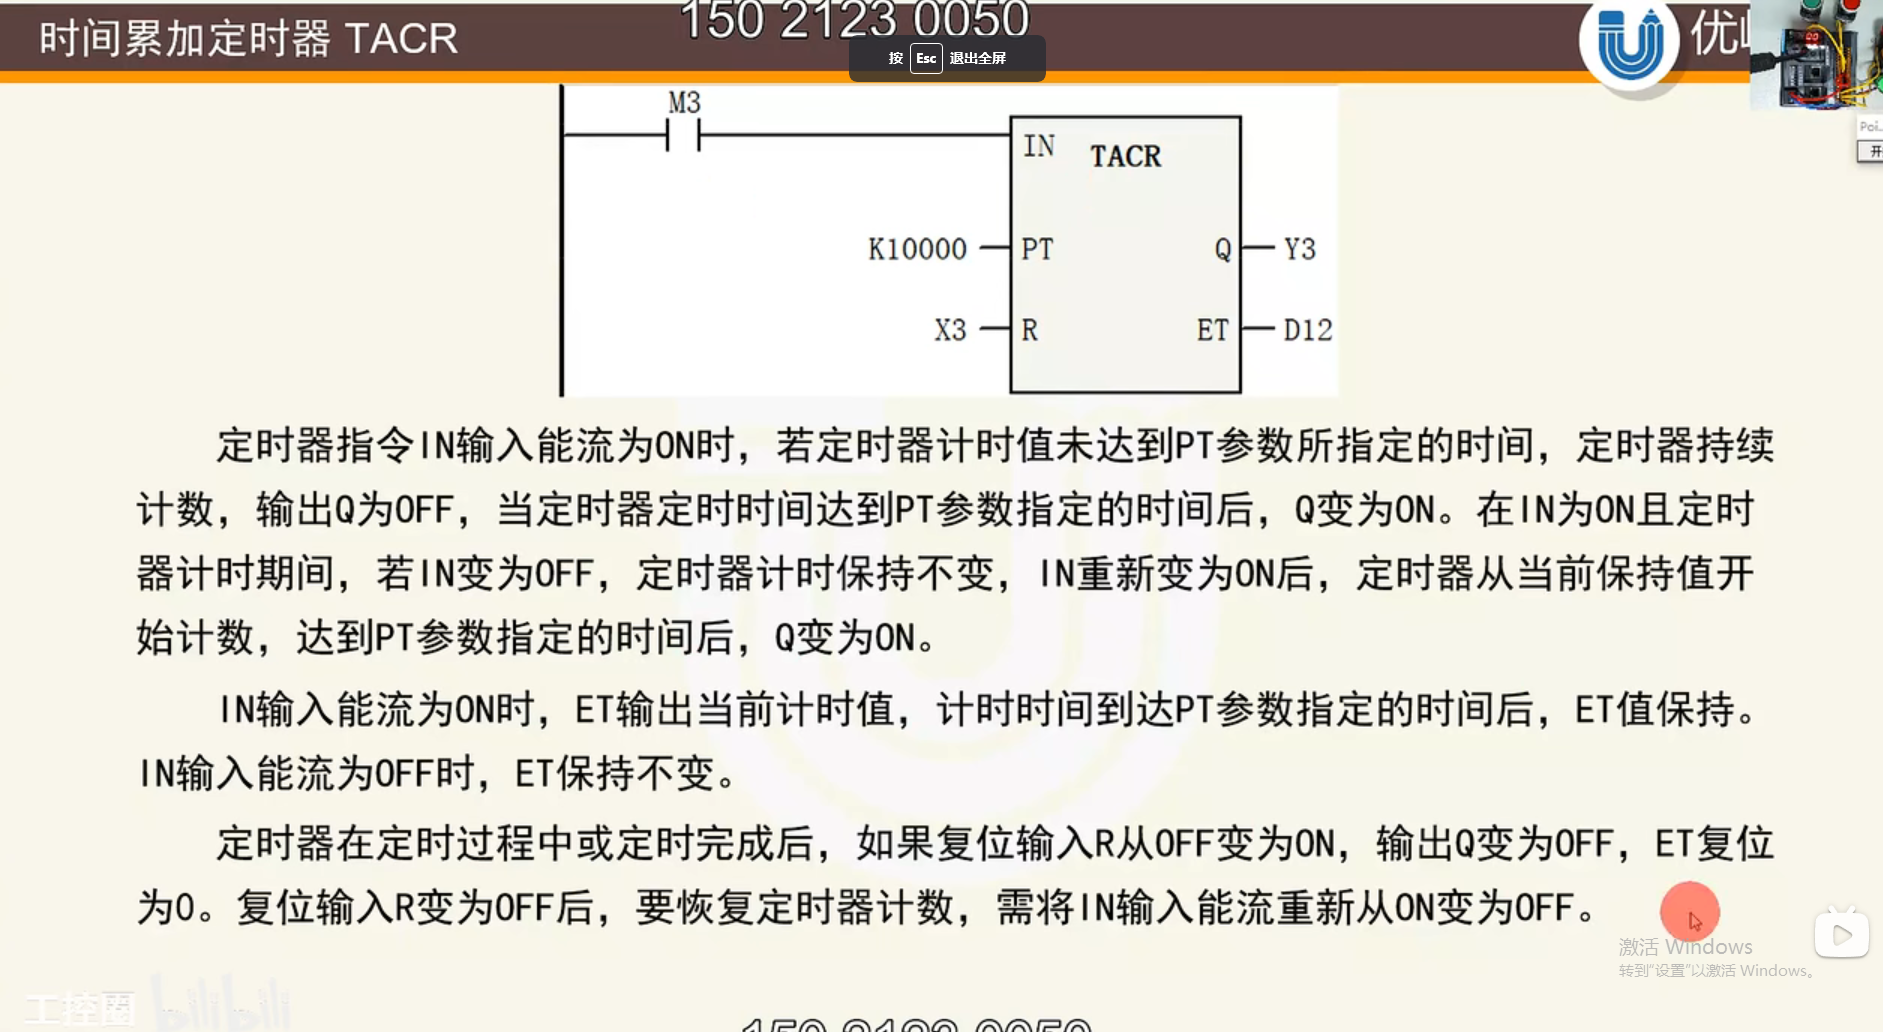 时间累加定时器 TACR
150 2123 0050
按 Esc 退出全屏
M3
IN
TACR
K10000
PT
Q
Y3
X3
R
ET
D12
定时器指令IN输入能流为ON时，若定时器计时值未达到PT参数所指定的时间，定时器持续
计数，输出Q为OFF，当定时器定时时间达到PT参数指定的时间后，Q变为ON。在IN为ON且定时
器计时期间，若IN变为OFF，定时器计时保持不变，IN重新变为ON后，定时器从当前保持值开
始计数，达到PT参数指定的时间后，Q变为ON。
IN输入能流为ON时，ET输出当前计时值，计时时间到达PT参数指定的时间后，ET值保持。
IN输入能流为OFF时，ET保持不变。
定时器在定时过程中或定时完成后，如果复位输入R从OFF变为ON，输出Q变为OFF，ET复位
为0。复位输入R变为OFF后，要恢复定时器计数，需将IN输入能流重新从ON变为OFF。
激活 Windows
转到“设置”以激活 Windows。
工控圈 bilibili
150 2123 0050